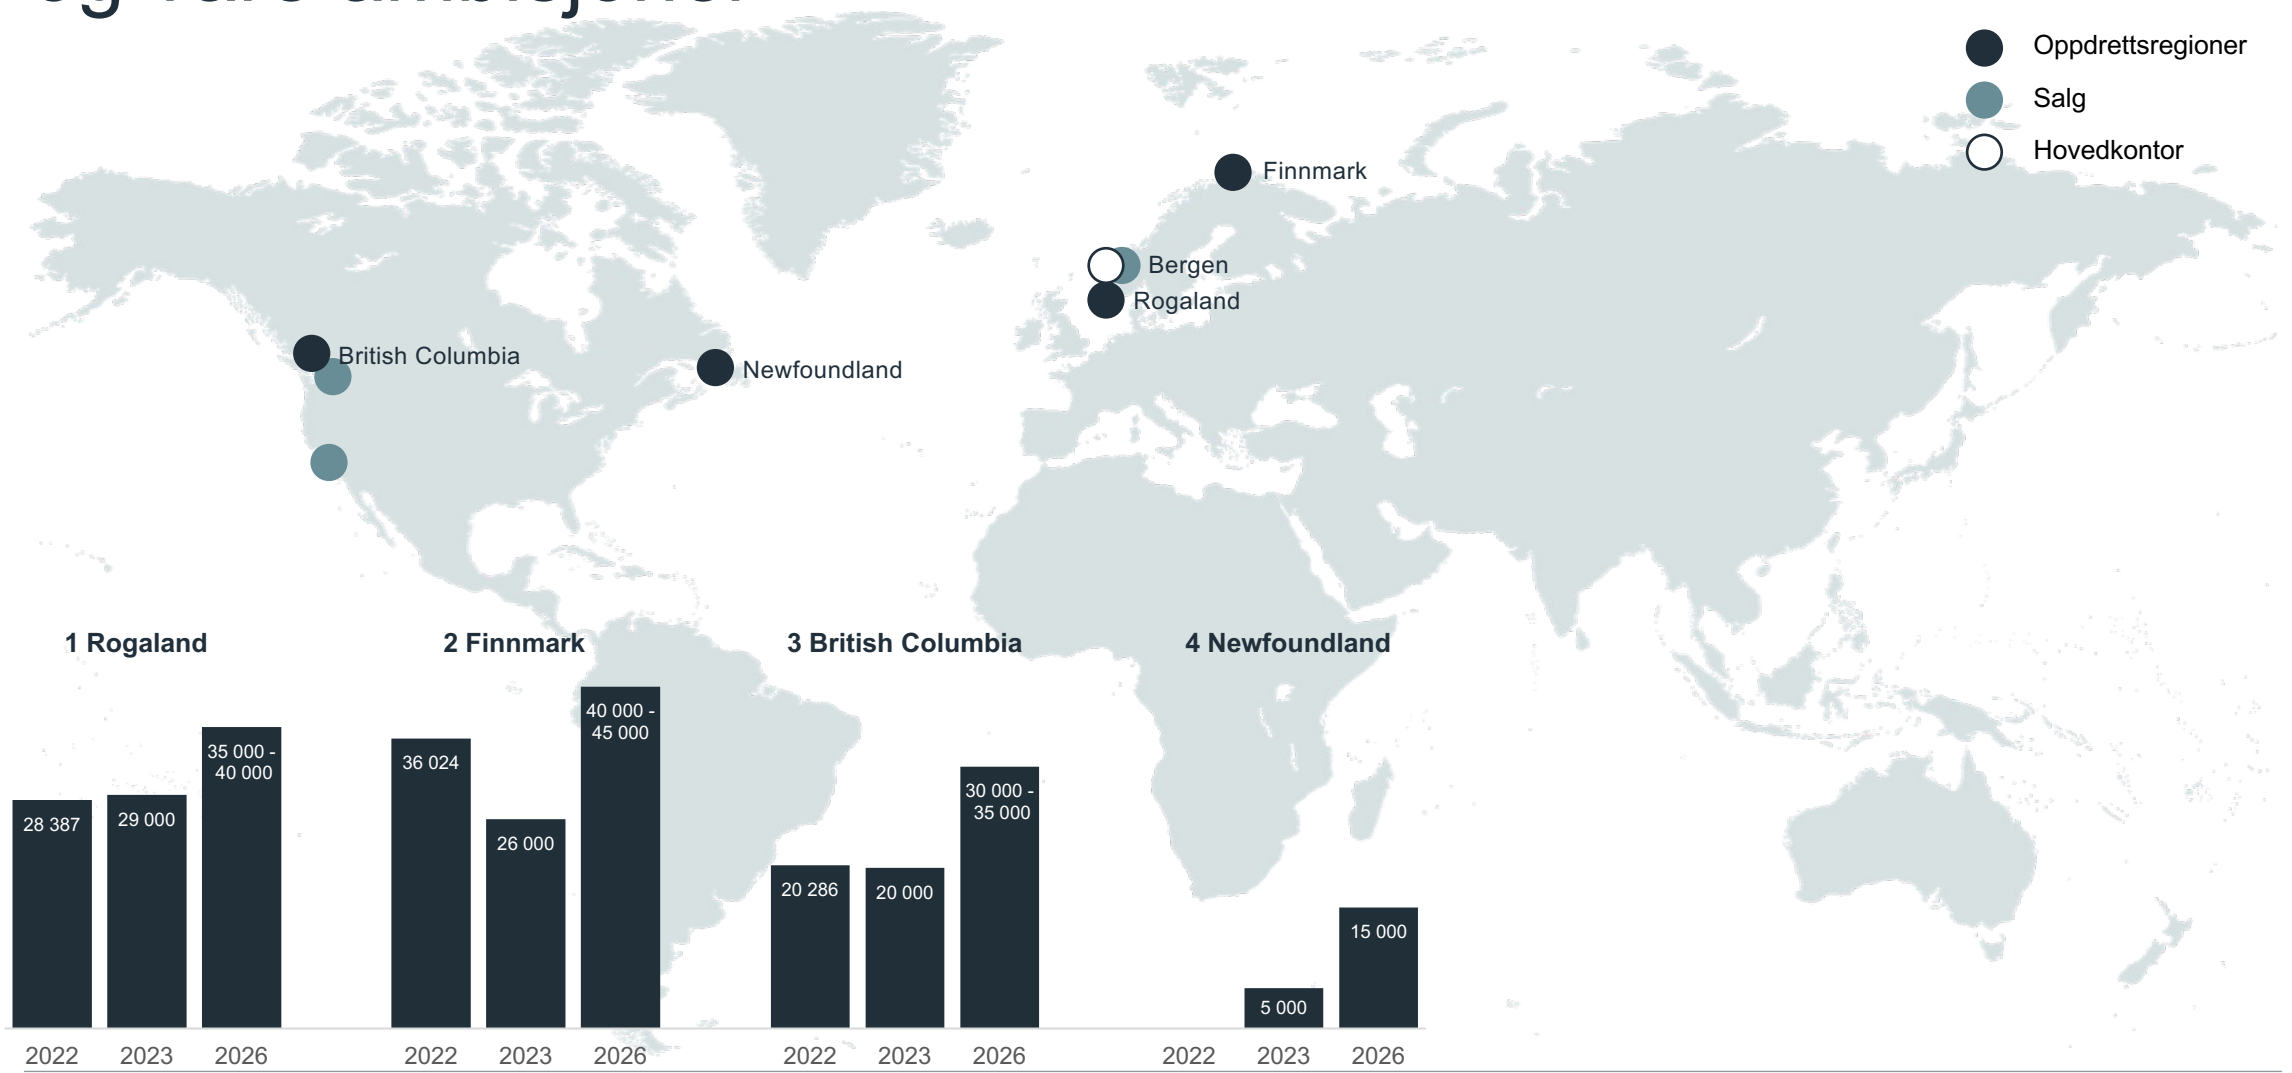 Oppdrettsregioner
Salg
Hovedkontor
Finnmark
Bergen
Rogaland
British Columbia
Newfoundland
1 Rogaland
2 Finnmark
3 British Columbia
4 Newfoundland
28 387
29 000
35 000 -
40 000
36 024
26 000
40 000 -
45 000
20 286
20 000
30 000 -
35 000
5 000
15 000
2022 2023 2026
2022 2023 2026
2022 2023 2026
2022 2023 2026